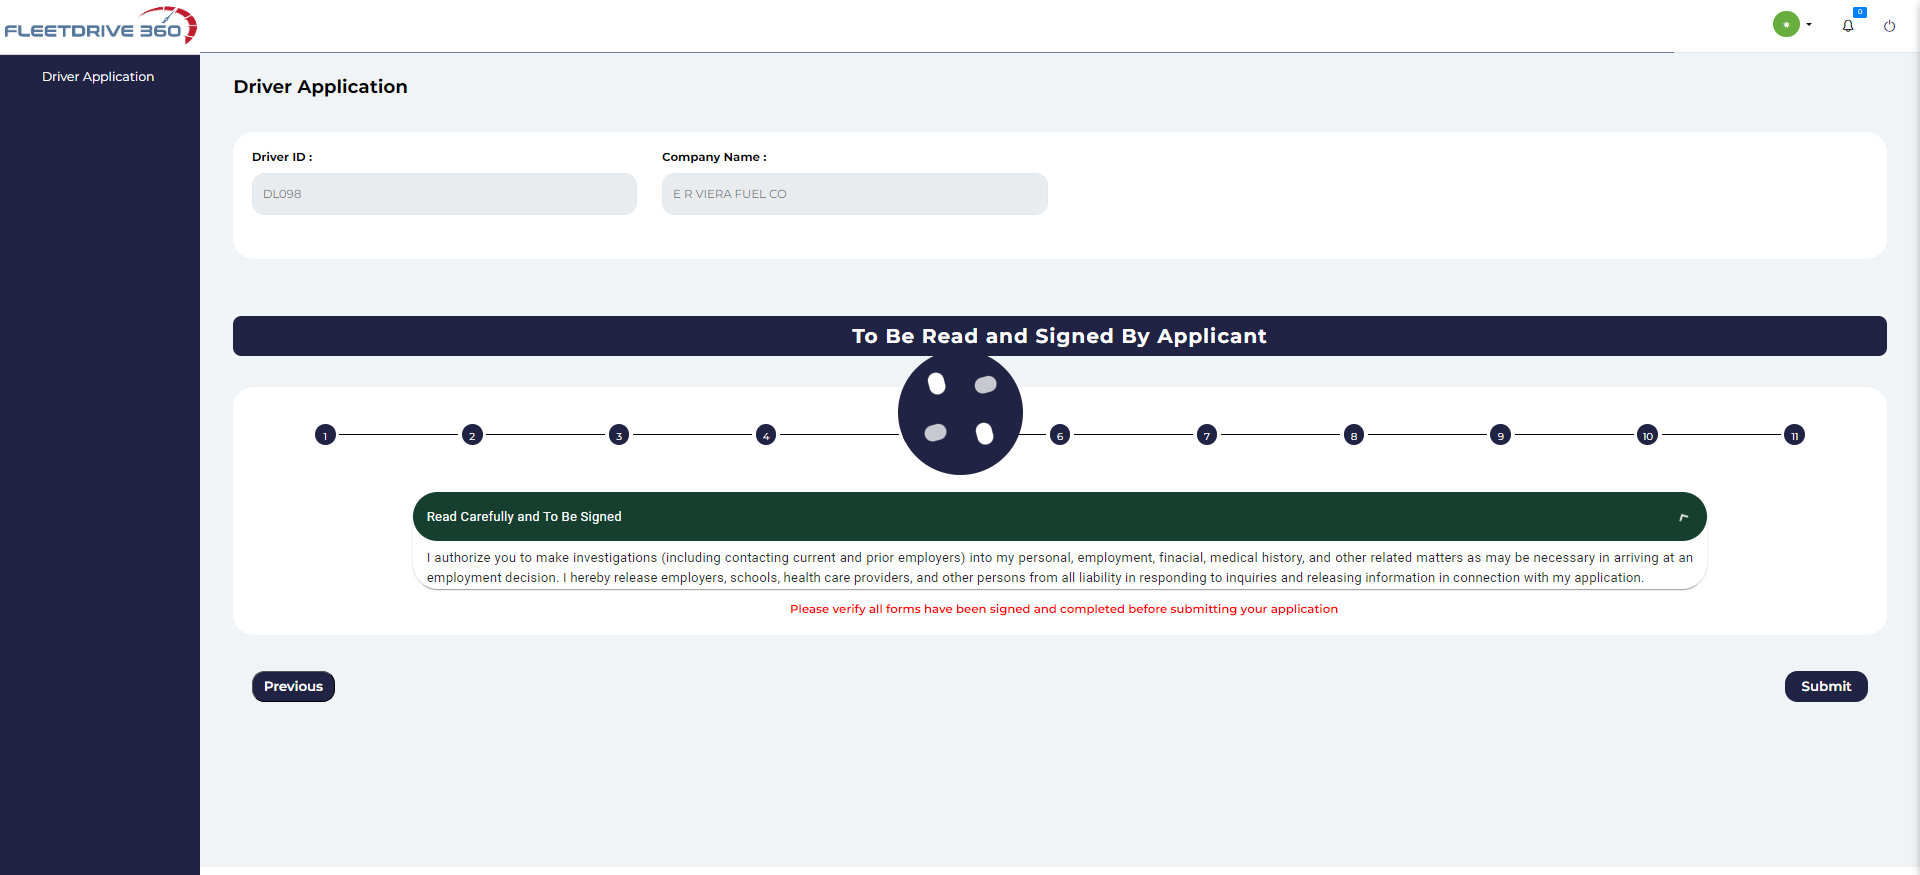 FLEETDRIVE 360
0
Driver Application
Driver Application
Driver ID :
Company Name :
DL098
E R VIERA FUEL CO
To Be Read and Signed By Applicant
1 2 3 4 6 7 8 9 10 11
Read Carefully and To Be Signed
I authorize you to make investigations (including contacting current and prior employers) into my personal, employment, finacial, medical history, and other related matters as may be necessary in arriving at an
employment decision. I hereby release employers, schools, health care providers, and other persons from all liability in responding to inquiries and releasing information in connection with my application.
Please verify all forms have been signed and completed before submitting your application
Previous
Submit